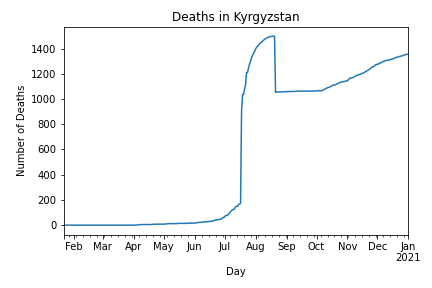 Deaths in Kyrgyzstan
Number of Deaths
1400
1200
1000
800
600
400
200
0
Feb Mar Apr May Jun Jul Aug Sep Oct Nov Dec Jan
2021
Day